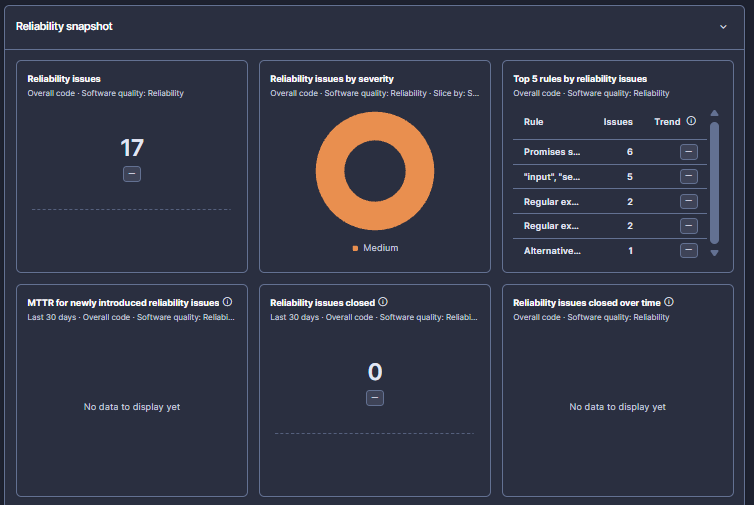 Reliability snapshot
Reliability issues
Overall code · Software quality: Reliability
17
Reliability issues by severity
Overall code · Software quality: Reliability · Slice by: S...
Medium
Top 5 rules by reliability issues
Overall code · Software quality: Reliability
Rule Issues Trend
Promises s... 6
"input", "se... 5
Regular ex... 2
Regular ex... 2
Alternative... 1
MTTR for newly introduced reliability issues
Last 30 days · Overall code · Software quality: Reliabi...
No data to display yet
Reliability issues closed
Last 30 days · Overall code · Software quality: Reliabi...
0
Reliability issues closed over time
Overall code · Software quality: Reliability
No data to display yet